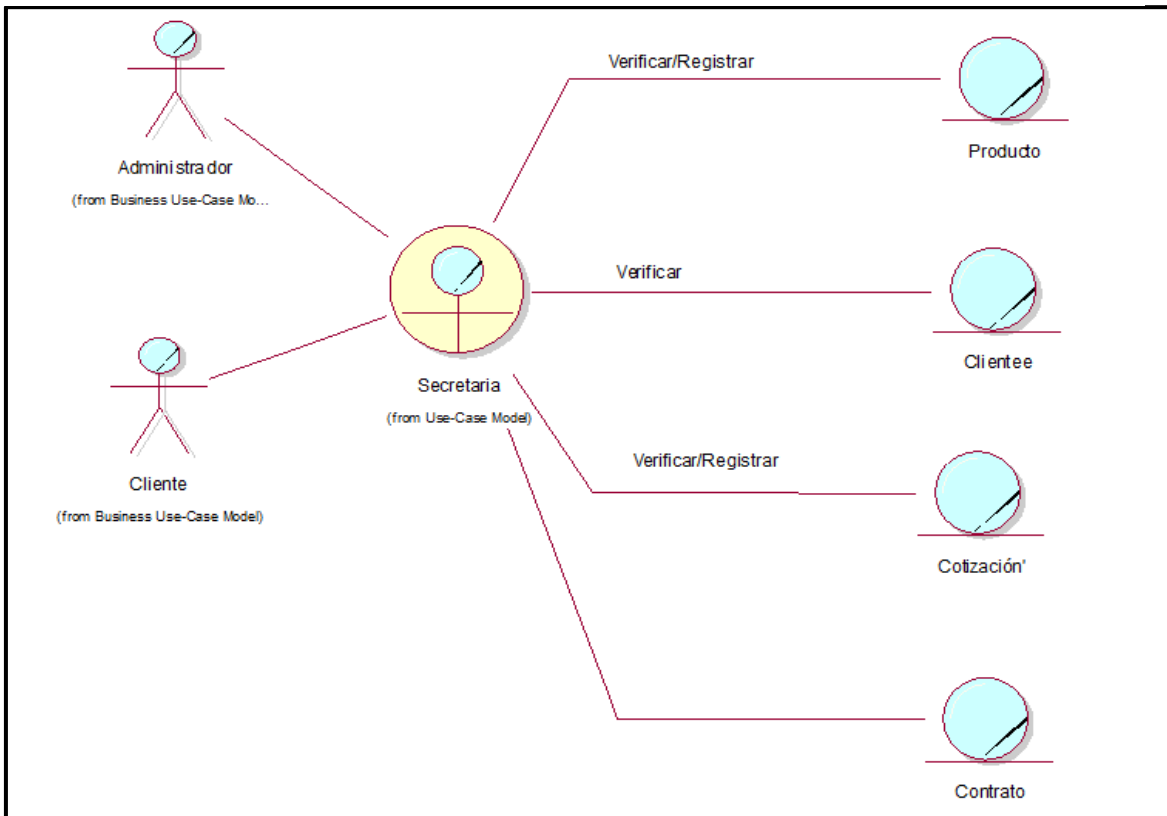 Verificar/Registrar
Producto
Administrador
(from Business Use-Case Mo...
Verificar
Clientee
Secretaria
(from Use-Case Model)
Cliente
(from Business Use-Case Model)
Verificar/Registrar
Cotización'
Contrato